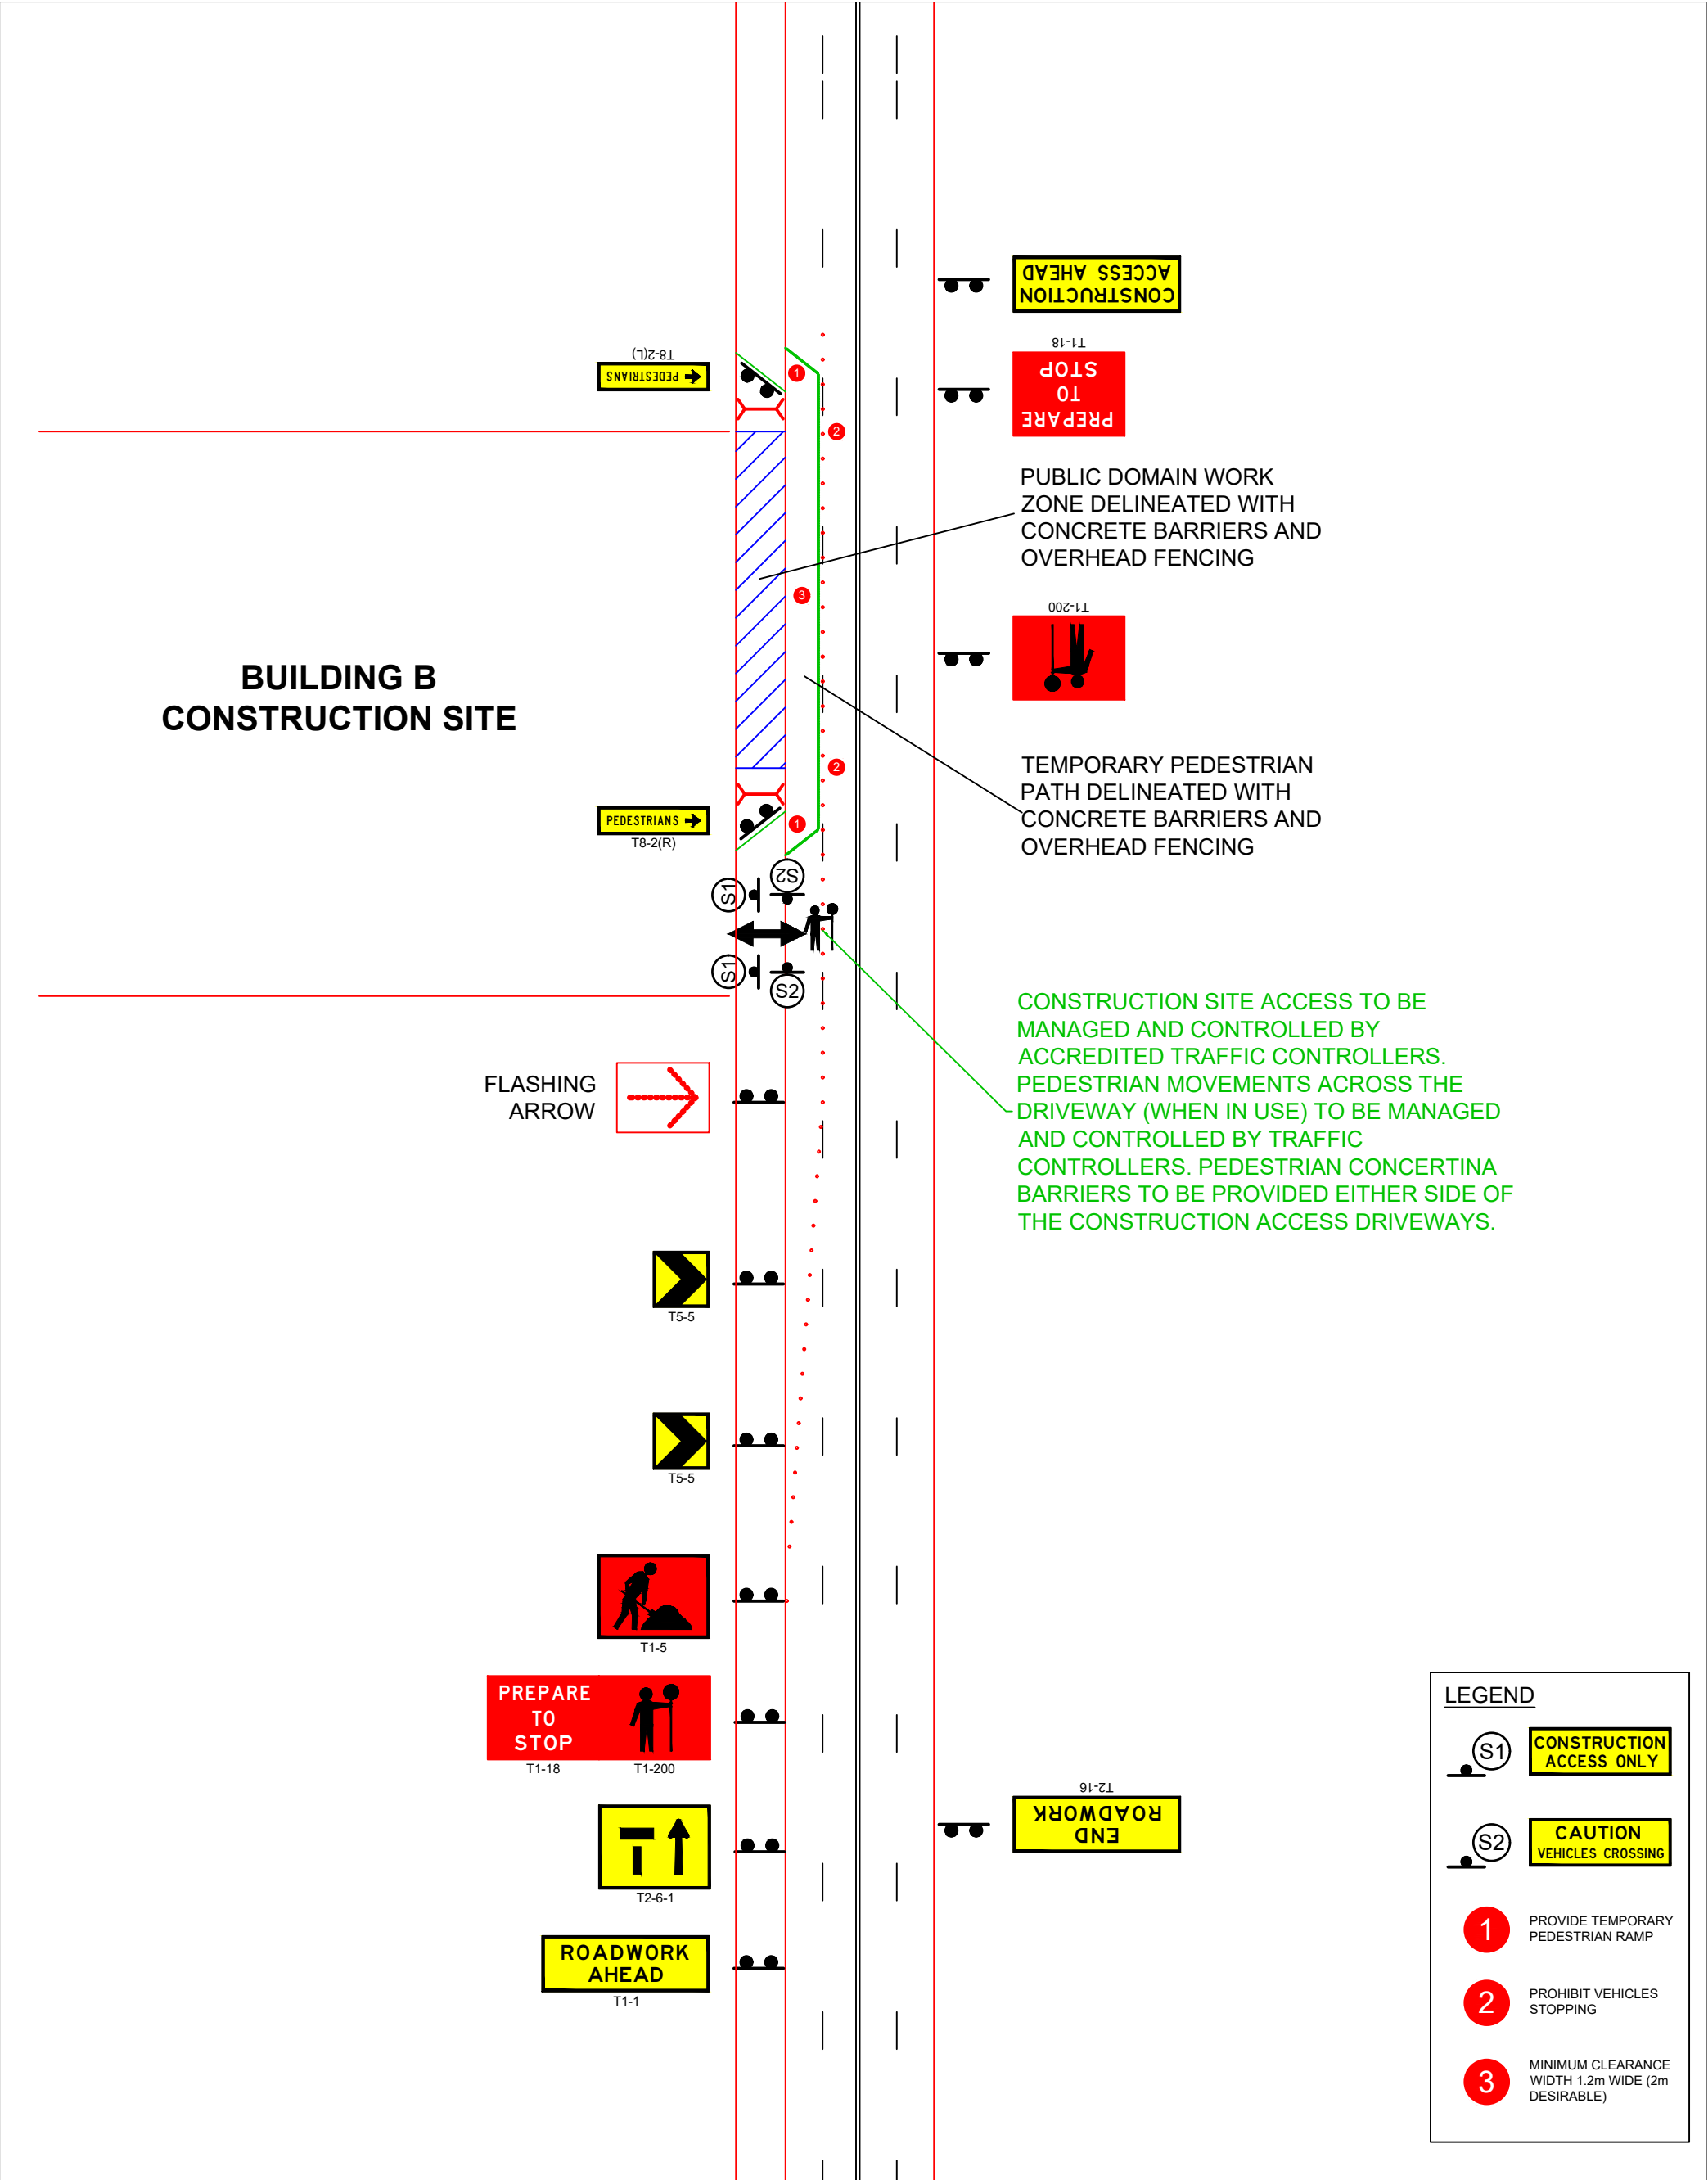 CONSTRUCTION
ACCESS AHEAD
T8-2(L)
PEDESTRIANS
T1-18
PREPARE
TO
STOP
PUBLIC DOMAIN WORK
ZONE DELINEATED WITH
CONCRETE BARRIERS AND
OVERHEAD FENCING
T1-200
BUILDING B
CONSTRUCTION SITE
TEMPORARY PEDESTRIAN
PATH DELINEATED WITH
CONCRETE BARRIERS AND
OVERHEAD FENCING
PEDESTRIANS
T8-2(R)
1
2
3
2
1
S1
S2
S1
S2
CONSTRUCTION SITE ACCESS TO BE
MANAGED AND CONTROLLED BY
ACCREDITED TRAFFIC CONTROLLERS.
PEDESTRIAN MOVEMENTS ACROSS THE
DRIVEWAY (WHEN IN USE) TO BE MANAGED
AND CONTROLLED BY TRAFFIC
CONTROLLERS. PEDESTRIAN CONCERTINA
BARRIERS TO BE PROVIDED EITHER SIDE OF
THE CONSTRUCTION ACCESS DRIVEWAYS.
FLASHING
ARROW
T5-5
T5-5
T1-5
PREPARE
TO
STOP
T1-18
T1-200
T2-6-1
ROADWORK
AHEAD
T1-1
T2-16
END
ROADWORK
LEGEND
S1
CONSTRUCTION
ACCESS ONLY
S2
CAUTION
VEHICLES CROSSING
1
PROVIDE TEMPORARY
PEDESTRIAN RAMP
2
PROHIBIT VEHICLES
STOPPING
3
MINIMUM CLEARANCE
WIDTH 1.2m WIDE (2m
DESIRABLE)